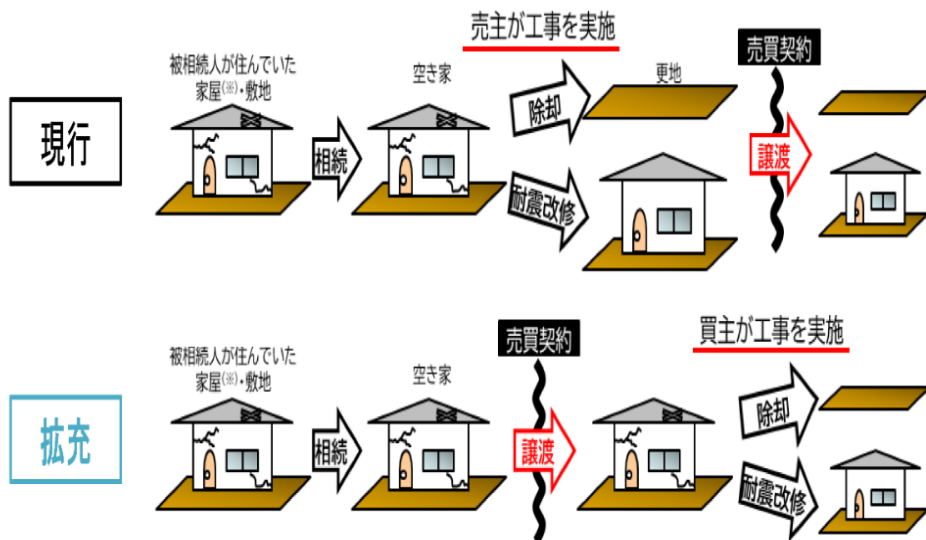 売主が工事を実施
売買契約
被相続人が住んでいた
家屋(※)・敷地
空き家
更地
現行
相続
除却
耐震改修
譲渡
買主が工事を実施
売買契約
被相続人が住んでいた
家屋(※)・敷地
空き家
拡充
相続
譲渡
除却
耐震改修